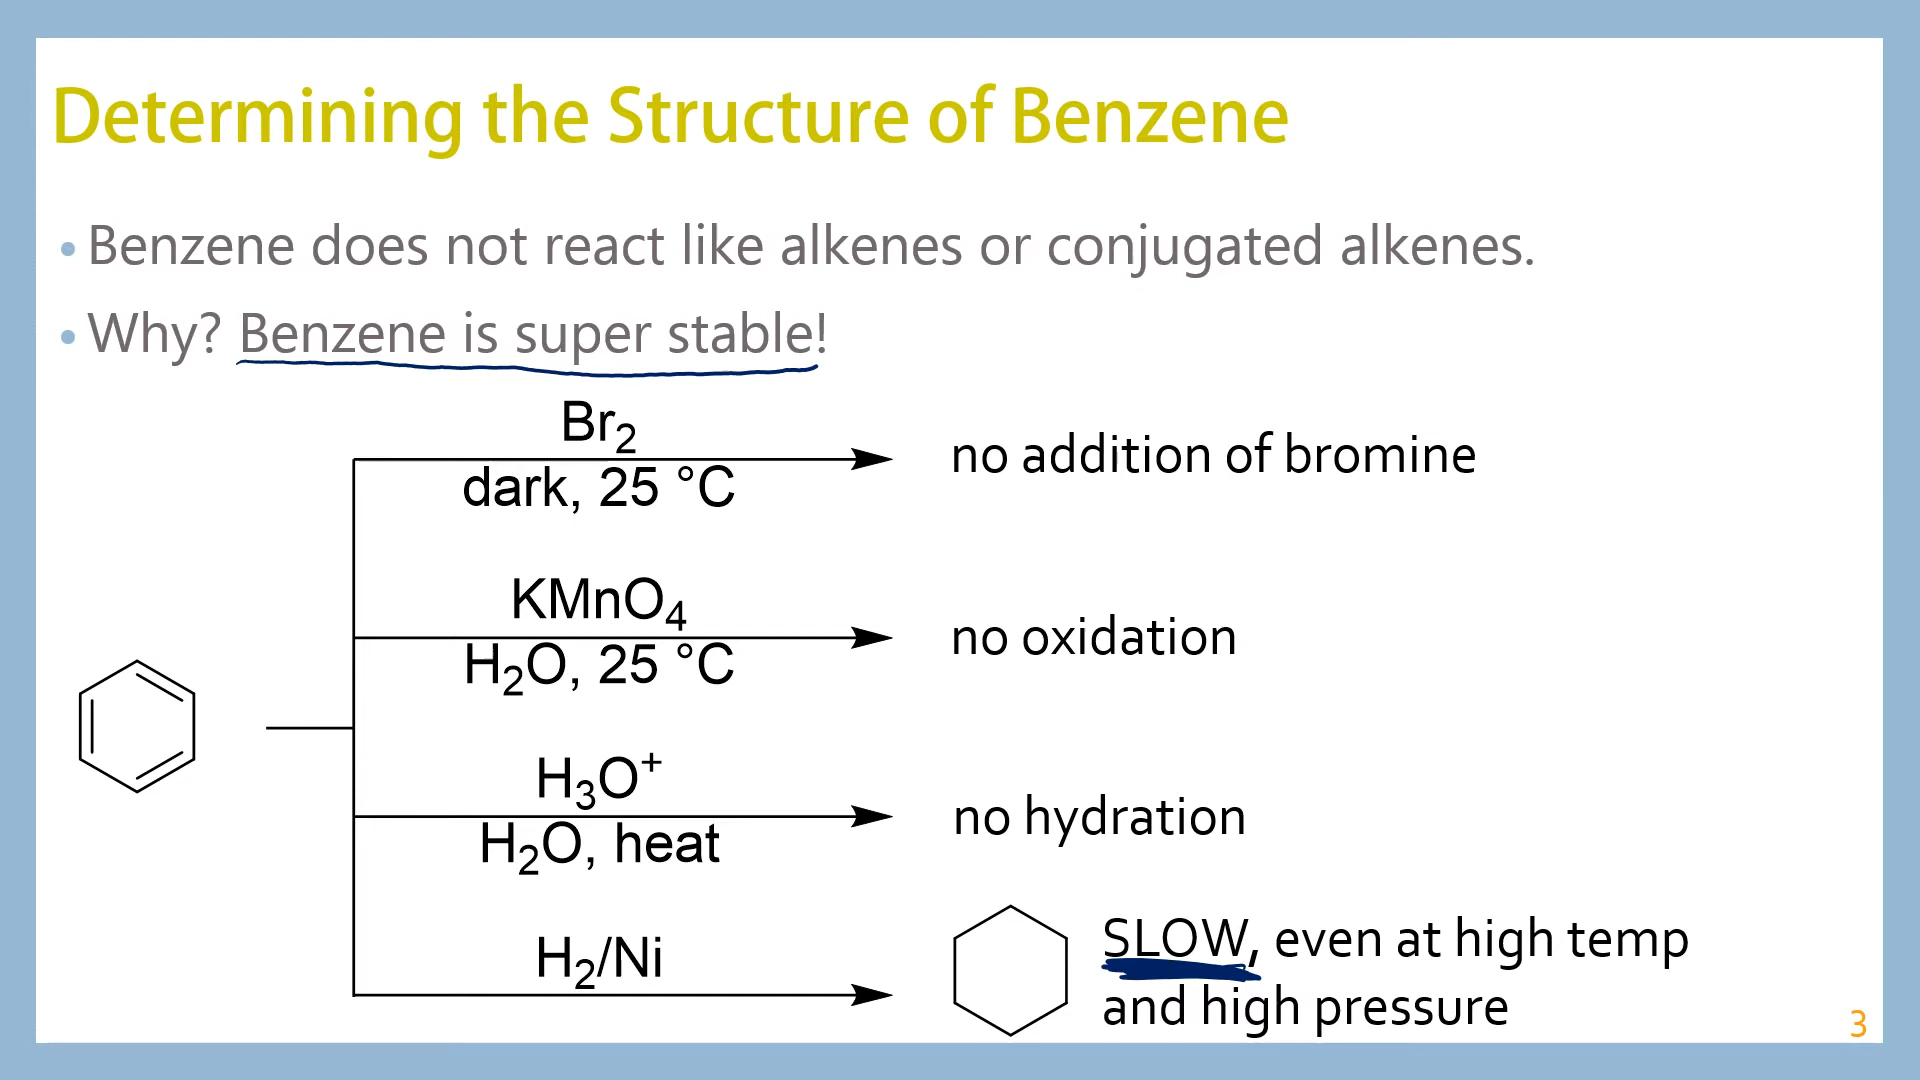 Determining the Structure of Benzene
• Benzene does not react like alkenes or conjugated alkenes.
• Why? Benzene is super stable!
Br₂
dark, 25 °C
no addition of bromine
KMnO₄
H₂O, 25 °C
no oxidation
H₃O⁺
H₂O, heat
no hydration
H₂/Ni
SLOW, even at high temp
and high pressure
3